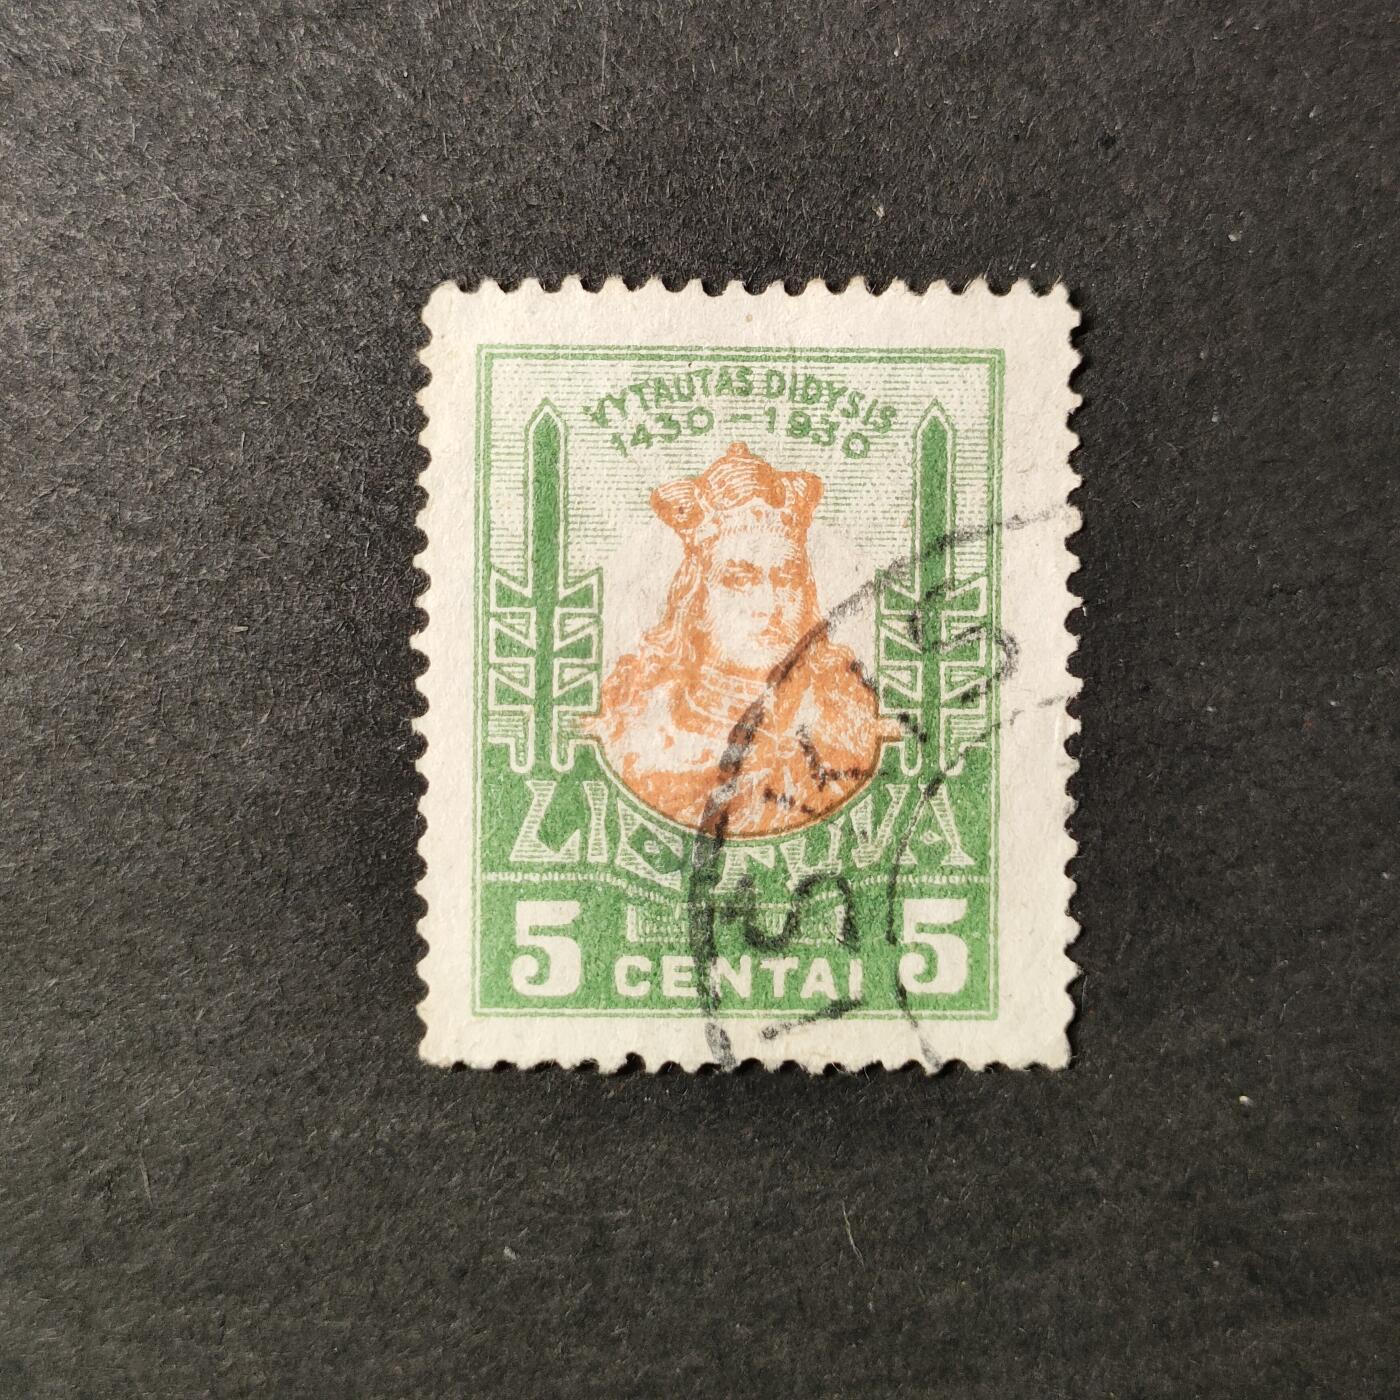 VYTAUTAS DIDYSIS
1430–1930
LIETUVA
5 CENTAI 5